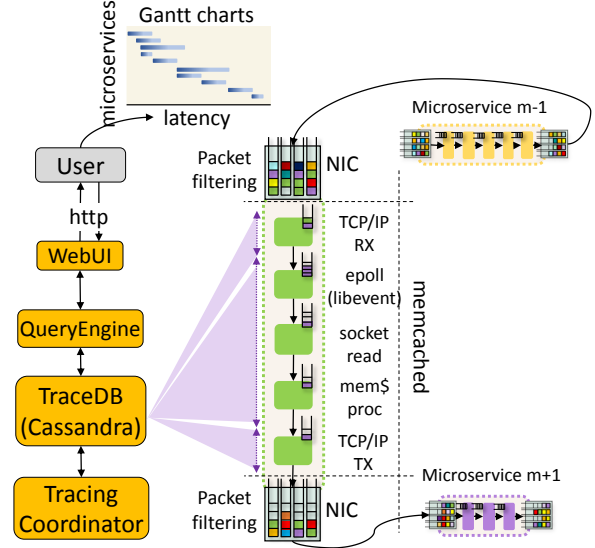 Gantt charts
microservices
latency
User
http
WebUI
QueryEngine
TraceDB
(Cassandra)
Tracing
Coordinator
Packet
filtering
NIC
Microservice m-1
TCP/IP
RX
epoll
(libevent)
socket
read
mem$
proc
TCP/IP
TX
memcached
Packet
filtering
NIC
Microservice m+1